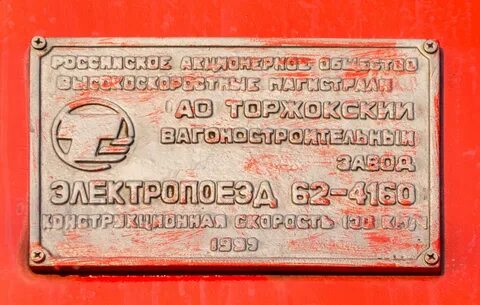 РОССИЙСКОЕ АКЦИОНЕРНОЕ ОБЩЕСТВО
ВЫСОКОСКОРОСТНЫЕ МАГИСТРАЛИ
АО ТОРЖОКСКИЙ
ВАГОНОСТРОИТЕЛЬНЫЙ
ЗАВОД
ЭЛЕКТРОПОЕЗД 62-4160
КОНСТРУКЦИОННАЯ СКОРОСТЬ 130 КМ/Ч
1999